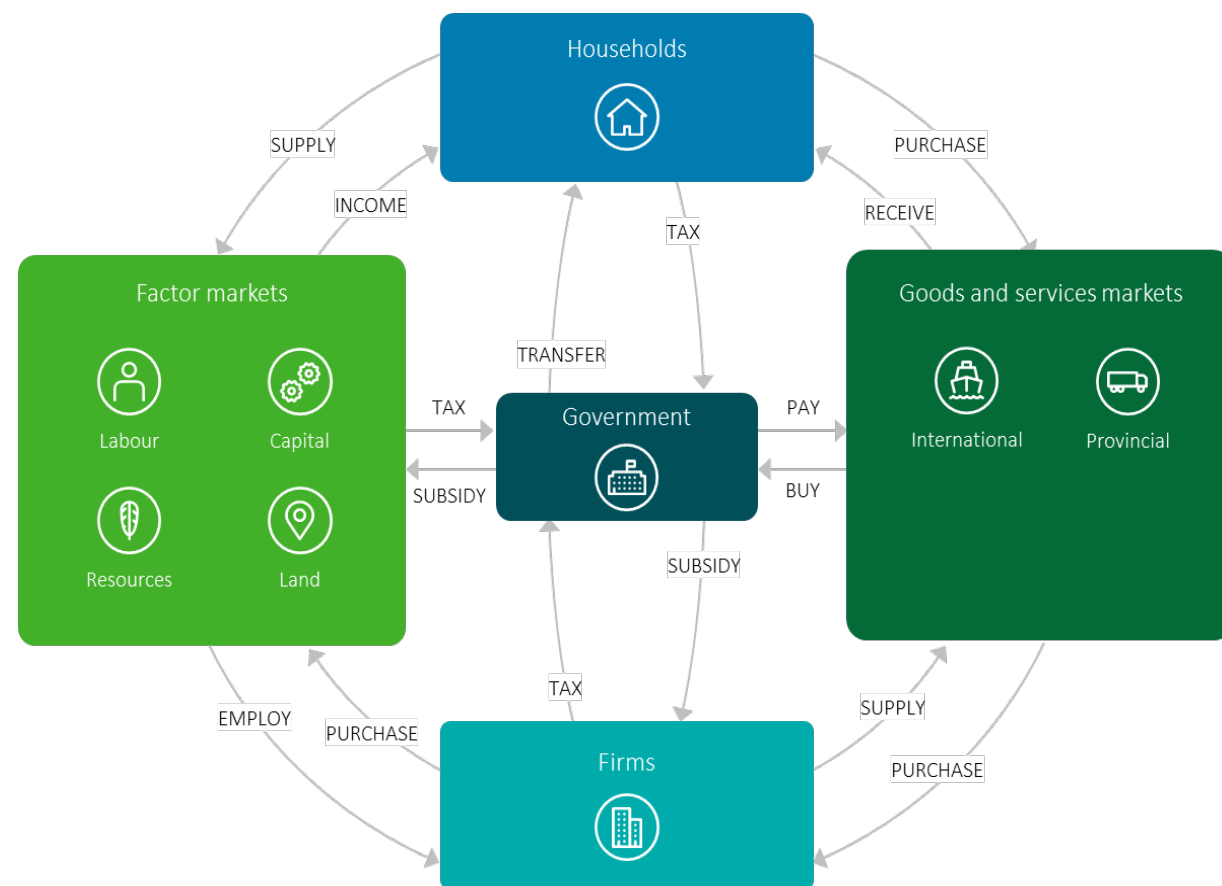 Households
SUPPLY
PURCHASE
INCOME
RECEIVE
TAX
Factor markets
Goods and services markets
TRANSFER
Labour
Capital
TAX
Government
PAY
International
Provincial
SUBSIDY
BUY
Resources
Land
SUBSIDY
TAX
EMPLOY
PURCHASE
SUPPLY
Firms
PURCHASE